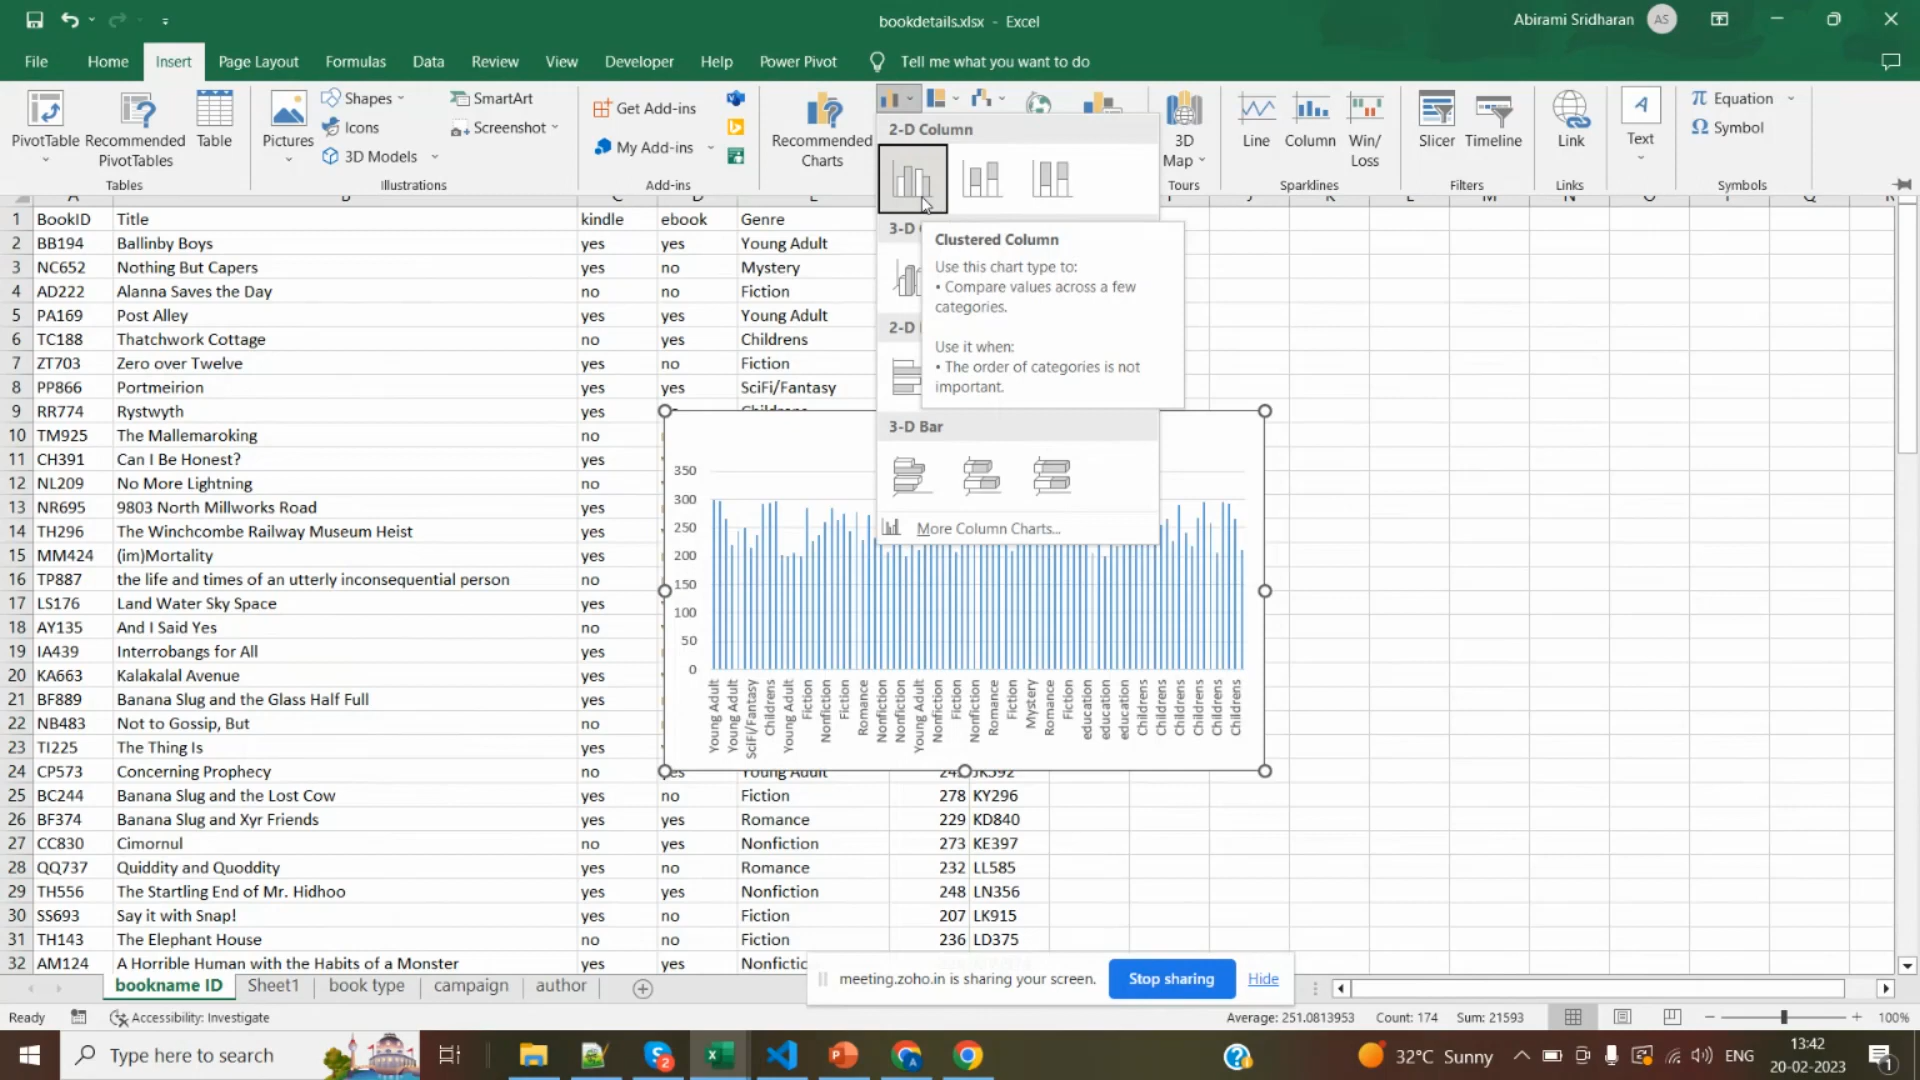 bookdetails.xlsx - Excel
Abirami Sridharan AS
File Home Insert Page Layout Formulas Data Review View Developer Help Power Pivot Tell me what you want to do
PivotTable
Recommended PivotTables
Table
Tables
Pictures
Shapes
Icons
3D Models
SmartArt
Screenshot
Illustrations
Get Add-ins
My Add-ins
Add-ins
Recommended Charts
3D Map
Tours
Line
Column
Win/Loss
Sparklines
Slicer
Timeline
Filters
Link
Links
Text
Equation
Symbol
Symbols
2-D Column
3-D
2-D
3-D Bar
More Column Charts...
Clustered Column
Use this chart type to:
• Compare values across a few
categories.
Use it when:
• The order of categories is not
important.
1 BookID Title kindle ebook Genre
2 BB194 Ballinby Boys yes yes Young Adult
3 NC652 Nothing But Capers yes no Mystery
4 AD222 Alanna Saves the Day no no Fiction
5 PA169 Post Alley yes yes Young Adult
6 TC188 Thatchwork Cottage no yes Childrens
7 ZT703 Zero over Twelve yes no Fiction
8 PP866 Portmeirion yes yes SciFi/Fantasy
9 RR774 Rystwyth yes
10 TM925 The Mallemaroking no
11 CH391 Can I Be Honest? yes
12 NL209 No More Lightning no
13 NR695 9803 North Millworks Road yes
14 TH296 The Winchcombe Railway Museum Heist yes
15 MM424 (im)Mortality yes
16 TP887 the life and times of an utterly inconsequential person no
17 LS176 Land Water Sky Space yes
18 AY135 And I Said Yes no
19 IA439 Interrobangs for All yes
20 KA663 Kalakalal Avenue yes
21 BF889 Banana Slug and the Glass Half Full yes
22 NB483 Not to Gossip, But no
23 TI225 The Thing Is yes
24 CP573 Concerning Prophecy no yes Young Adult JK592
25 BC244 Banana Slug and the Lost Cow yes no Fiction 278 KY296
26 BF374 Banana Slug and Xyr Friends yes yes Romance 229 KD840
27 CC830 Cimornul no yes Nonfiction 273 KE397
28 QQ737 Quiddity and Quoddity yes no Romance 232 LL585
29 TH556 The Startling End of Mr. Hidhoo yes yes Nonfiction 248 LN356
30 SS693 Say it with Snap! yes no Fiction 207 LK915
31 TH143 The Elephant House no no Fiction 236 LD375
32 AM124 A Horrible Human with the Habits of a Monster yes yes Nonfictio
350
300
250
200
150
100
50
0
Young Adult
Young Adult
SciFi/Fantasy
Childrens
Young Adult
Fiction
Nonfiction
Fiction
Romance
Nonfiction
Nonfiction
Young Adult
Nonfiction
Fiction
Nonfiction
Romance
Fiction
Mystery
Romance
Fiction
education
education
education
Childrens
Childrens
Childrens
Childrens
Childrens
Childrens
bookname ID Sheet1 book type campaign author
meeting.zoho.in is sharing your screen. Stop sharing Hide
Ready Accessibility: Investigate Average: 251.0813953 Count: 174 Sum: 21593 100%
Type here to search
32°C Sunny ENG
13:42
20-02-2023